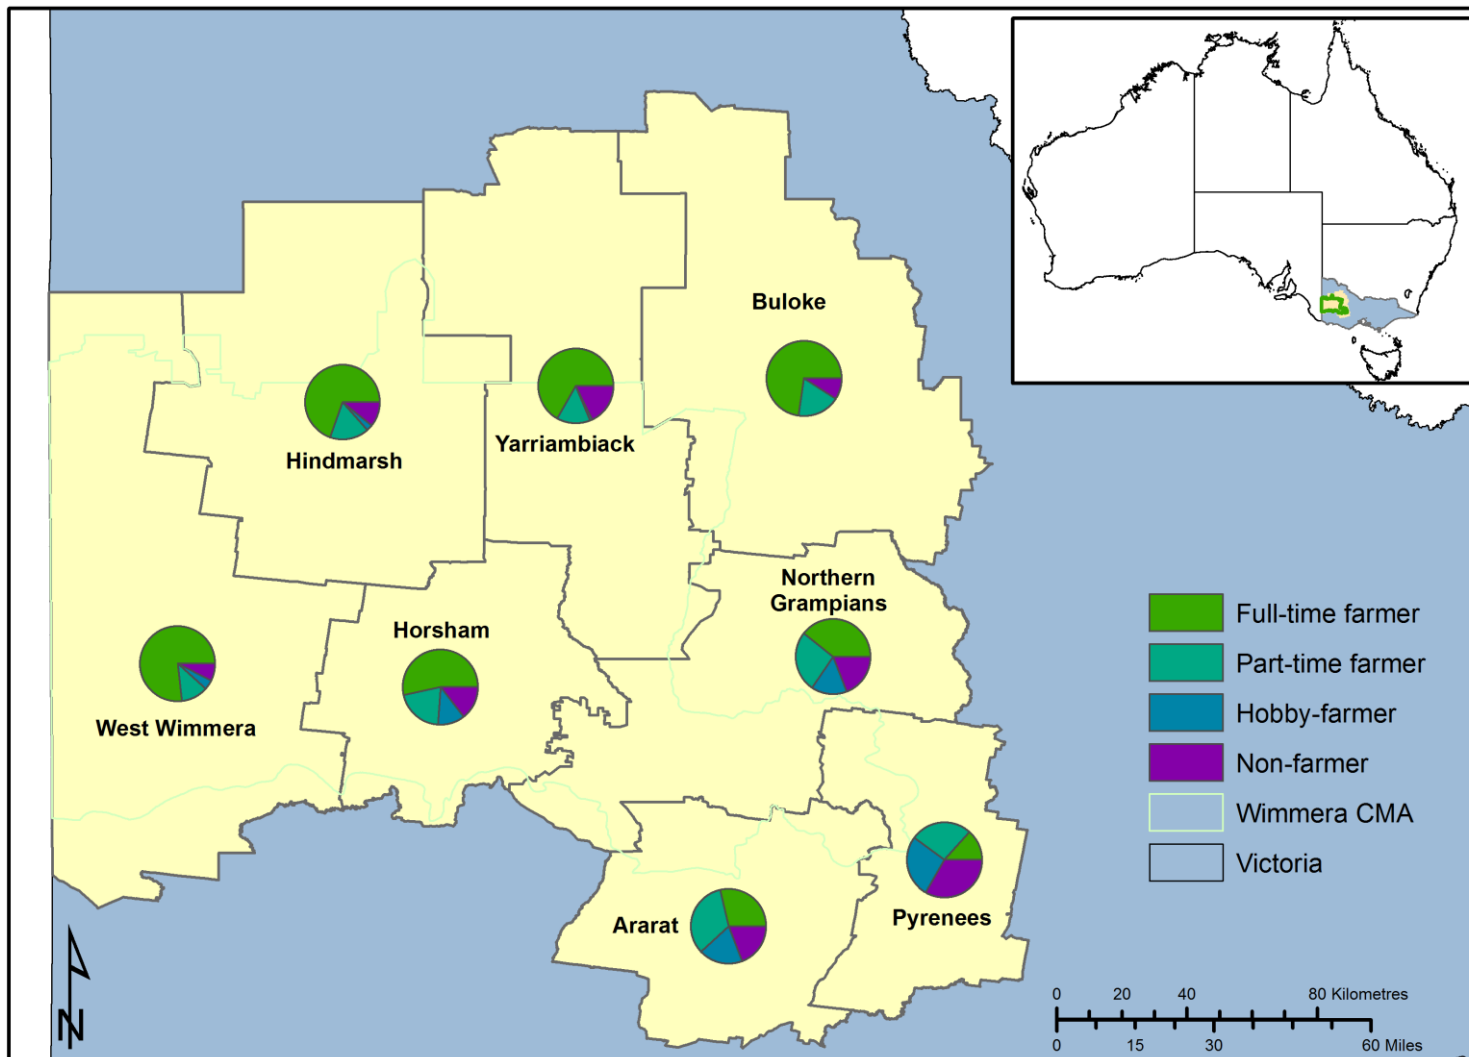 Buloke
Hindmarsh
Yarriambiack
Northern
Grampians
Horsham
West Wimmera
Ararat
Pyrenees
Full-time farmer
Part-time farmer
Hobby-farmer
Non-farmer
Wimmera CMA
Victoria
N
0 20 40 80 Kilometres
0 15 30 60 Miles